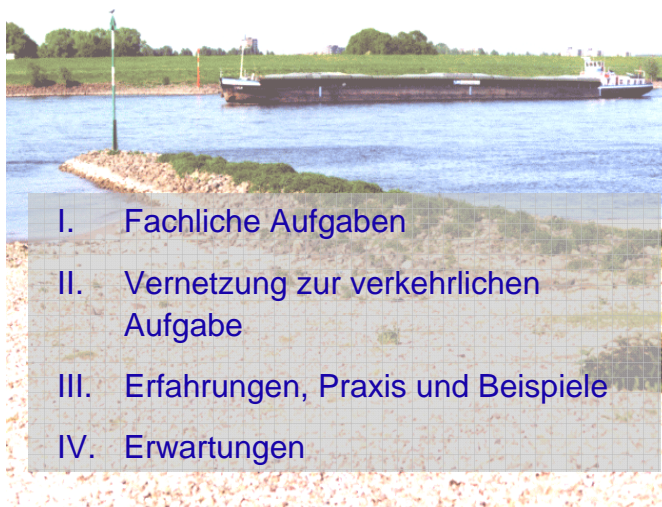 I. Fachliche Aufgaben
II. Vernetzung zur verkehrlichen
Aufgabe
III. Erfahrungen, Praxis und Beispiele
IV. Erwartungen